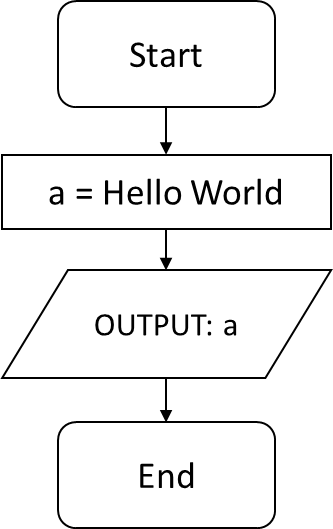 Start
a = Hello World
OUTPUT: a
End